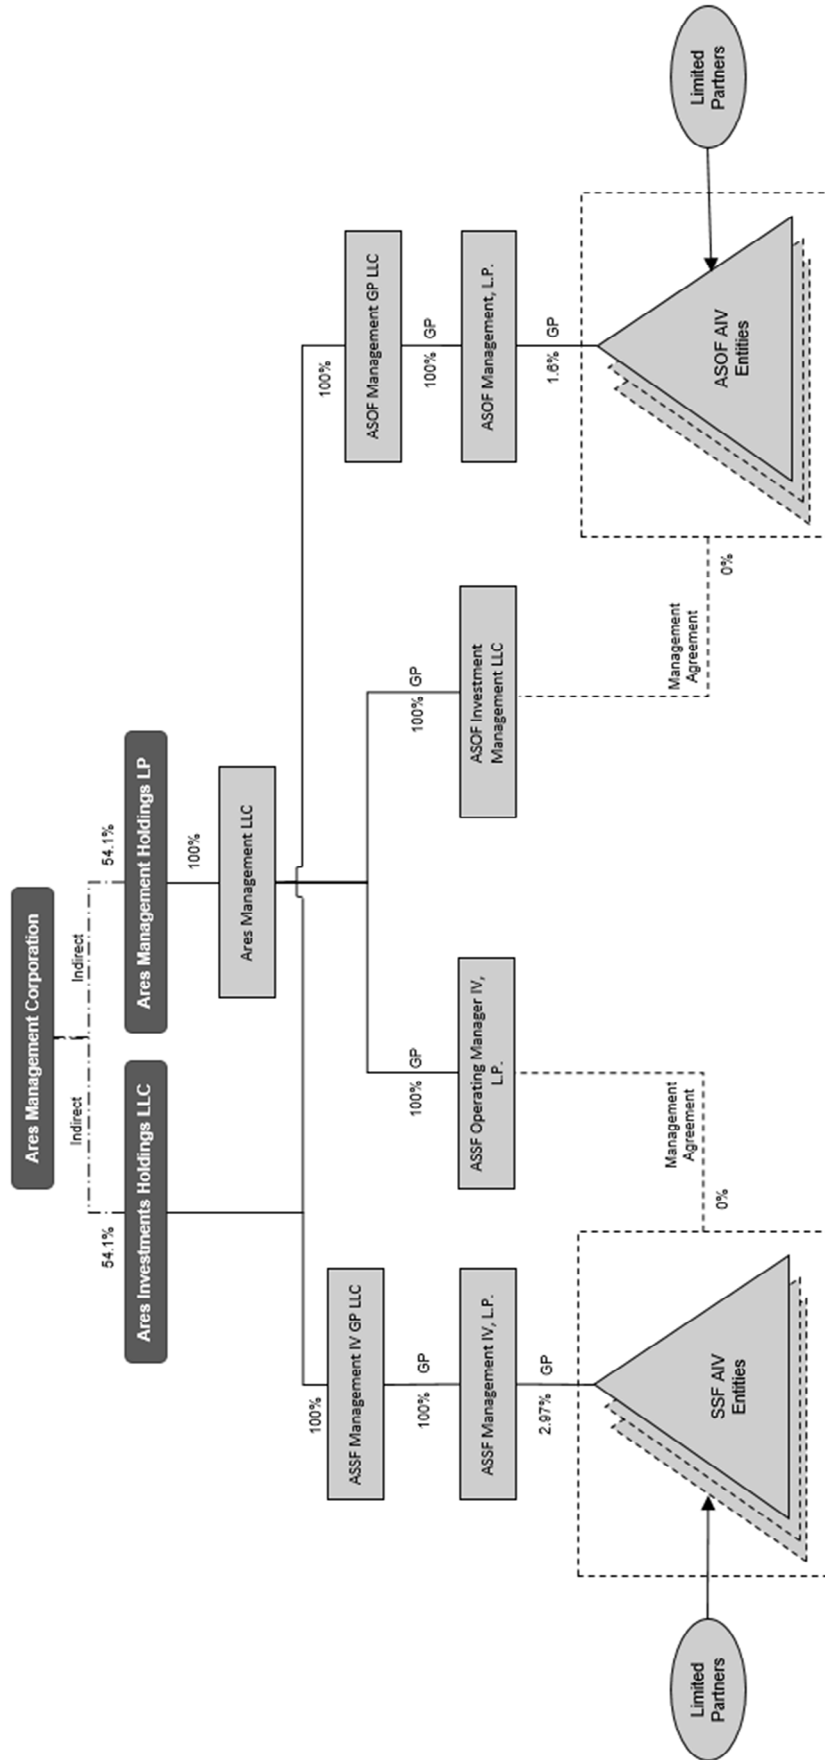 Ares Management Corporation
Indirect
Indirect
54.1%
54.1%
Ares Investments Holdings LLC
Ares Management Holdings LP
100%
Ares Management LLC
100%
100%
ASSF Management IV GP LLC
ASOF Management GP LLC
100%
GP
100%
GP
100%
GP
100%
GP
ASSF Management IV, L.P.
ASSF Operating Manager IV,
L.P.
ASOF Investment
Management LLC
ASOF Management, L.P.
2.97%
GP
1.6%
GP
Management
Agreement
Management
Agreement
0%
0%
Limited
Partners
SSF AIV
Entities
ASOF AIV
Entities
Limited
Partners